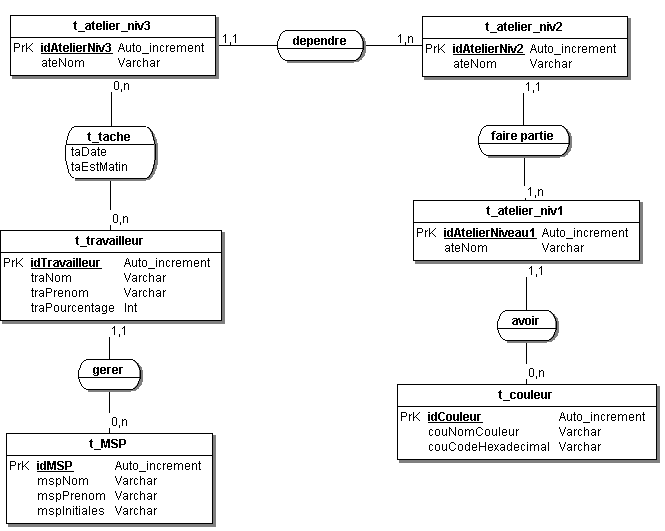 t_atelier_niv3
PrK idAtelierNiv3 Auto_increment
ateNom Varchar
1,1
dependre
1,n
t_atelier_niv2
PrK idAtelierNiv2 Auto_increment
ateNom Varchar
0,n
t_tache
taDate
taEstMatin
0,n
1,1
faire partie
1,n
t_travailleur
PrK idTravailleur Auto_increment
traNom Varchar
traPrenom Varchar
traPourcentage Int
t_atelier_niv1
PrK idAtelierNiveau1 Auto_increment
ateNom Varchar
1,1
gerer
0,n
1,1
avoir
0,n
t_MSP
PrK idMSP Auto_increment
mspNom Varchar
mspPrenom Varchar
mspInitiales Varchar
t_couleur
PrK idCouleur Auto_increment
couNomCouleur Varchar
couCodeHexadecimal Varchar